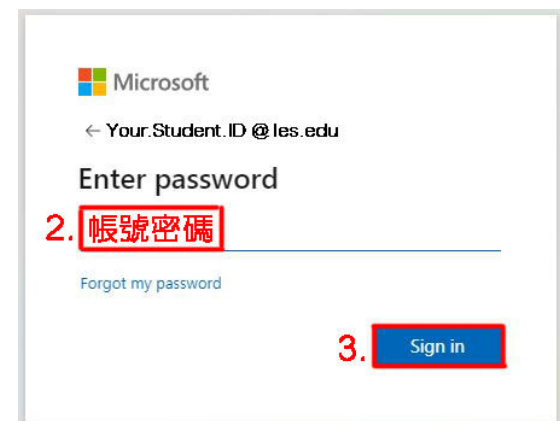 Microsoft
← Your.Student.ID @ les.edu
Enter password
2. 帳號密碼
Forgot my password
3. Sign in